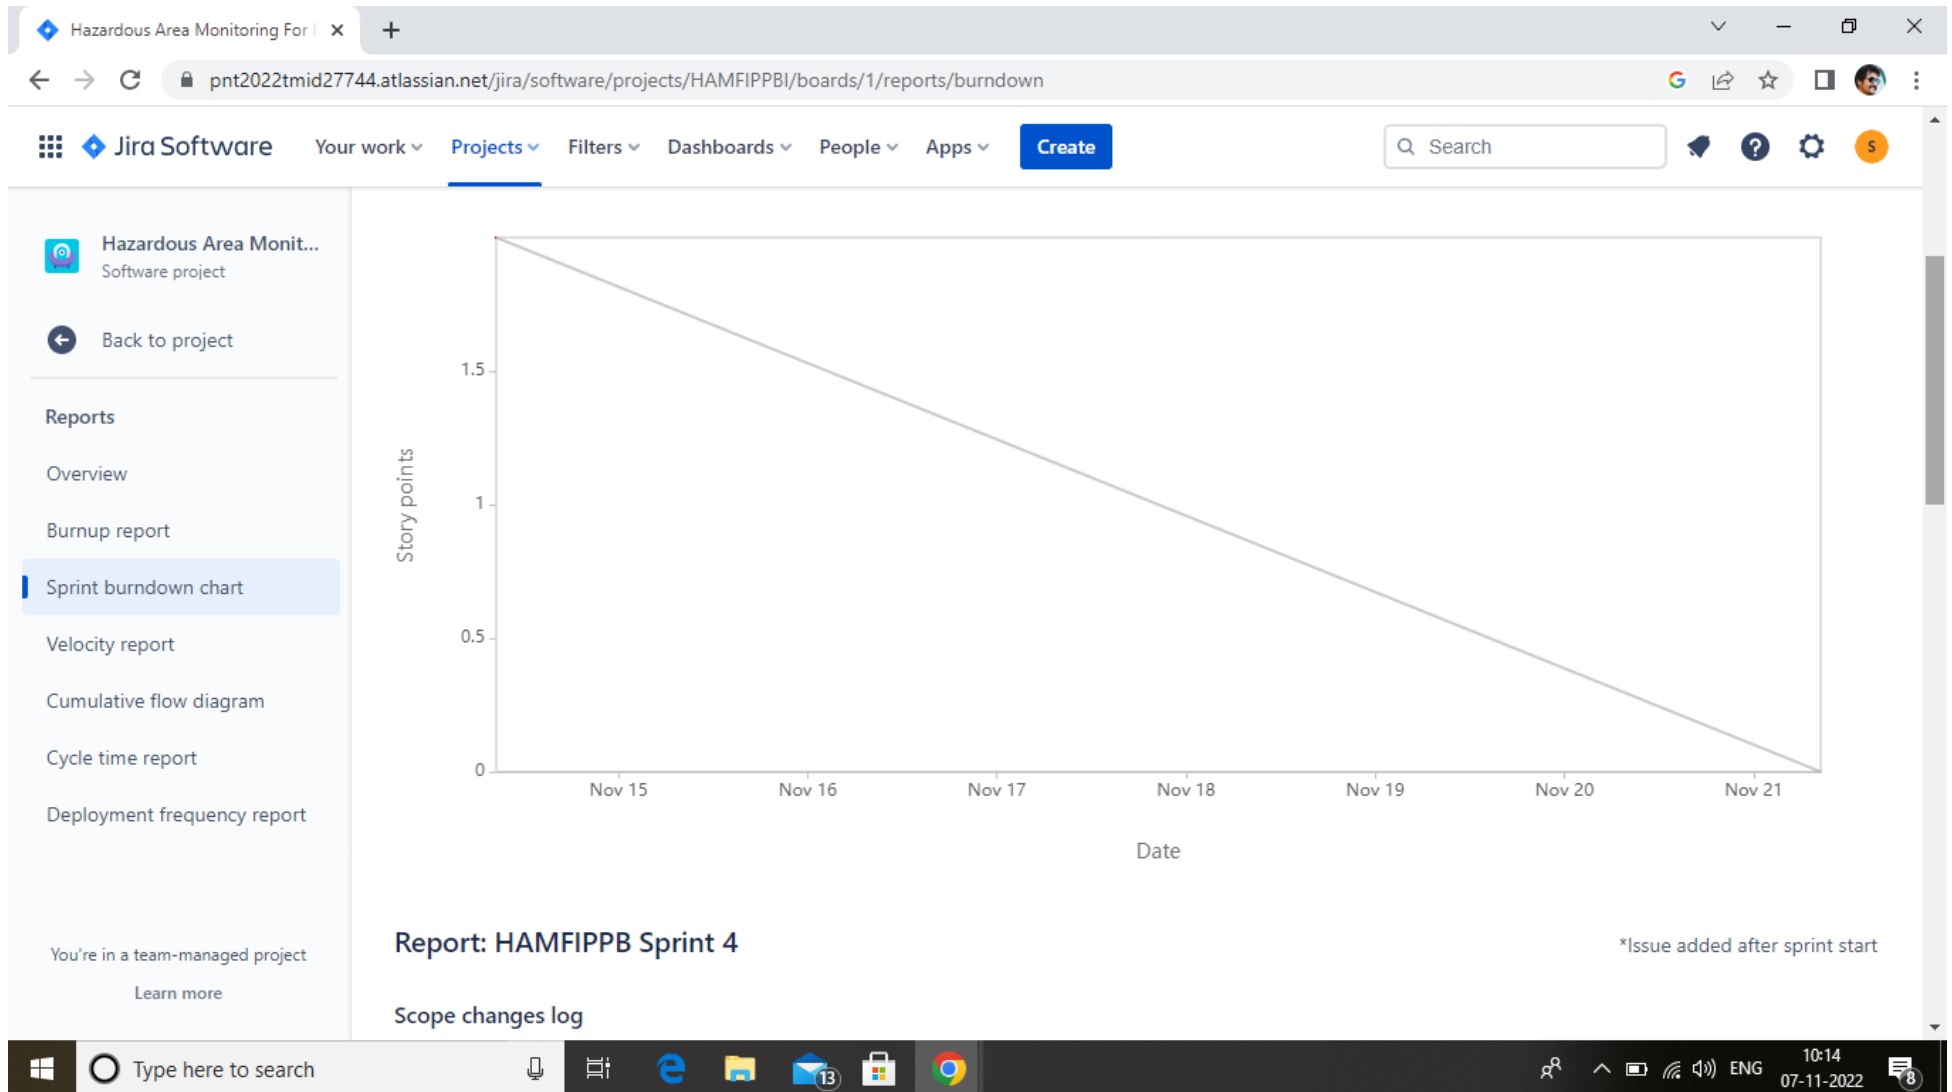 Hazardous Area Monitoring For I
pnt2022tmid27744.atlassian.net/jira/software/projects/HAMFIPPBI/boards/1/reports/burndown
Jira Software Your work Projects Filters Dashboards People Apps Create Search S
Hazardous Area Monit...
Software project
Back to project
Reports
Overview
Burnup report
Sprint burndown chart
Velocity report
Cumulative flow diagram
Cycle time report
Deployment frequency report
You're in a team-managed project
Learn more
Story points
1.5
1
0.5
0
Nov 15 Nov 16 Nov 17 Nov 18 Nov 19 Nov 20 Nov 21
Date
Report: HAMFIPPB Sprint 4
*Issue added after sprint start
Scope changes log
Type here to search
13
ENG
10:14
07-11-2022
8